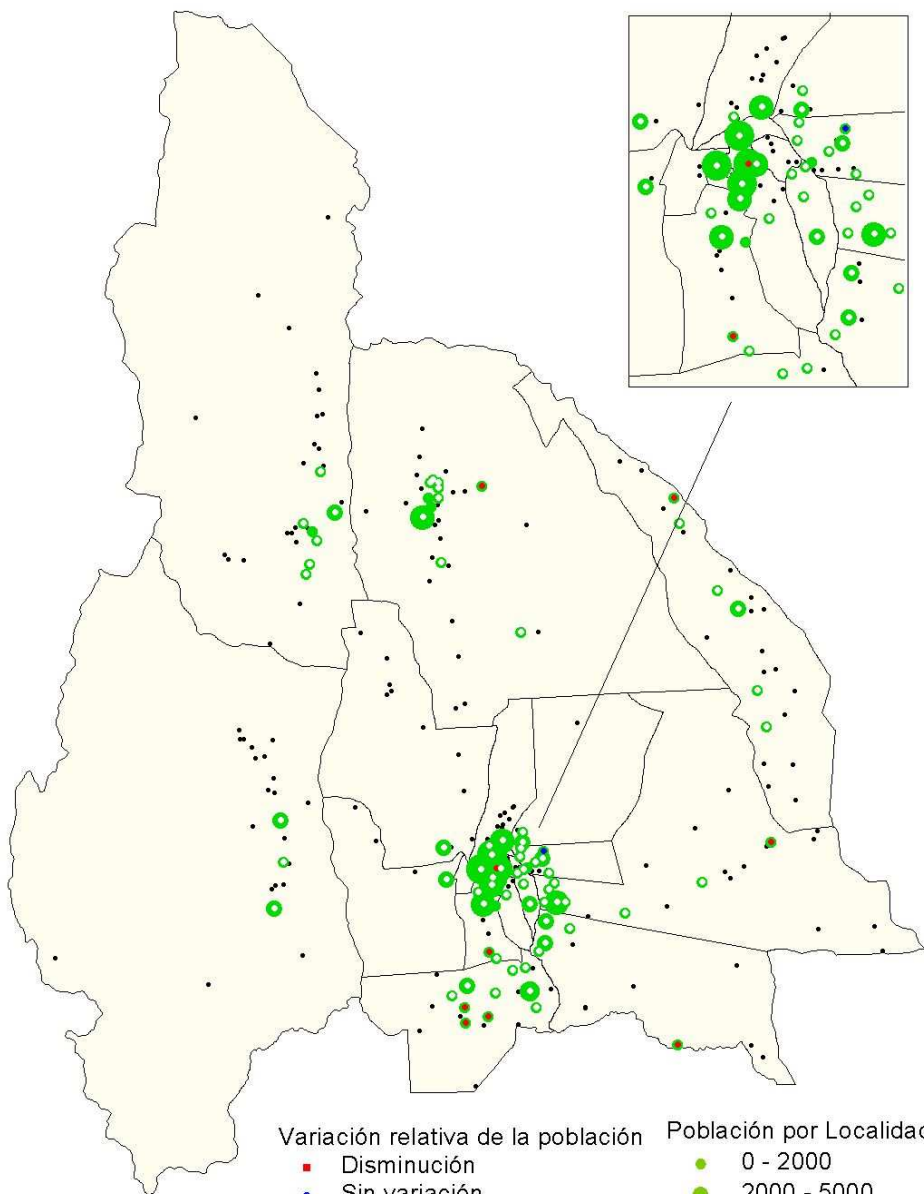 Variación relativa de la población
Disminución
Sin variación
Población por Localidad
0 - 2000
2000 - 5000